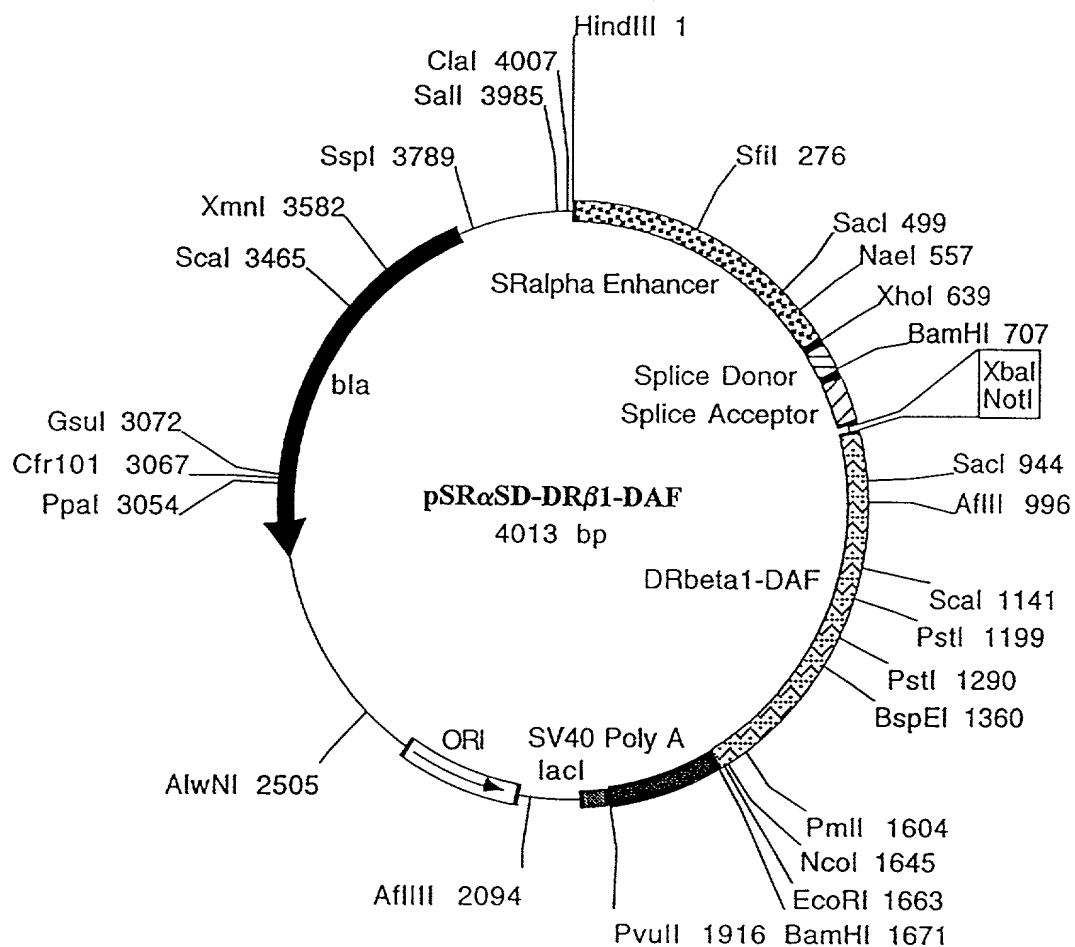 HindIII 1
ClaI 4007
SalI 3985
SspI 3789
SfiI 276
XmnI 3582
SacI 499
ScaI 3465
NaeI 557
SRalpha Enhancer
XhoI 639
BamHI 707
Splice Donor
XbaI
bla
Splice Acceptor
NotI
GsuI 3072
Cfr101 3067
SacI 944
PpaI 3054
pSRαSD-DRβ1-DAF
AflII 996
4013 bp
DRbeta1-DAF
ScaI 1141
PstI 1199
PstI 1290
BspEI 1360
ORI
SV40 Poly A
lacI
AlwNI 2505
PmlI 1604
NcoI 1645
AflIII 2094
EcoRI 1663
PvuII 1916
BamHI 1671